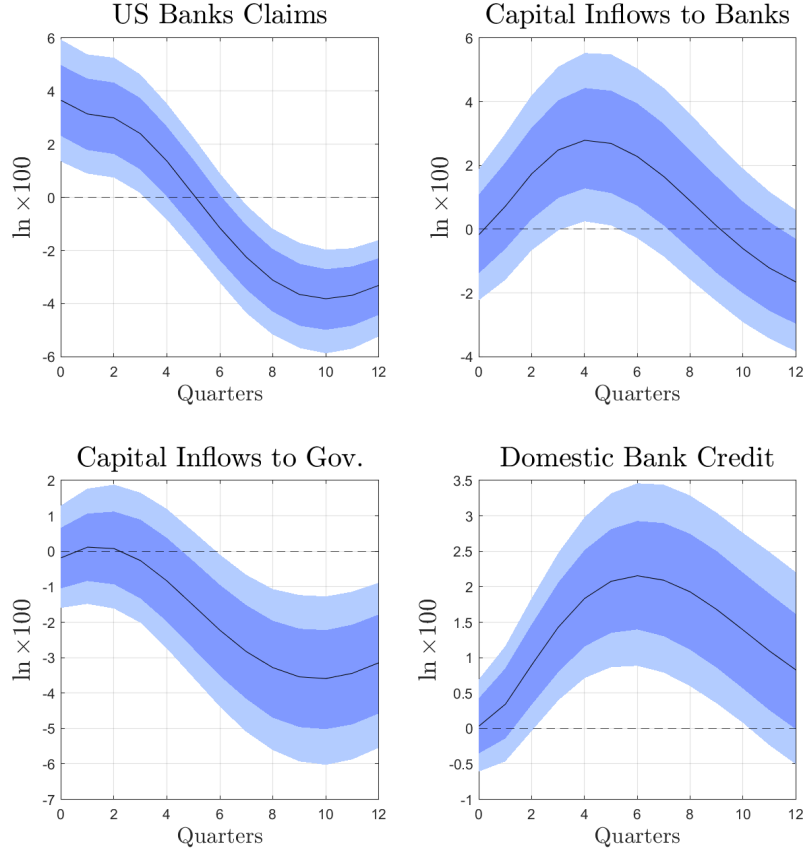 US Banks Claims
6
4
2
0
-2
-4
-6
ln ×100
0 2 4 6 8 10 12
Quarters
Capital Inflows to Banks
6
4
2
0
-2
-4
ln ×100
0 2 4 6 8 10 12
Quarters
Capital Inflows to Gov.
2
1
0
-1
-2
-3
-4
-5
-6
-7
ln ×100
0 2 4 6 8 10 12
Quarters
Domestic Bank Credit
3.5
3
2.5
2
1.5
1
0.5
0
-0.5
-1
ln ×100
0 2 4 6 8 10 12
Quarters